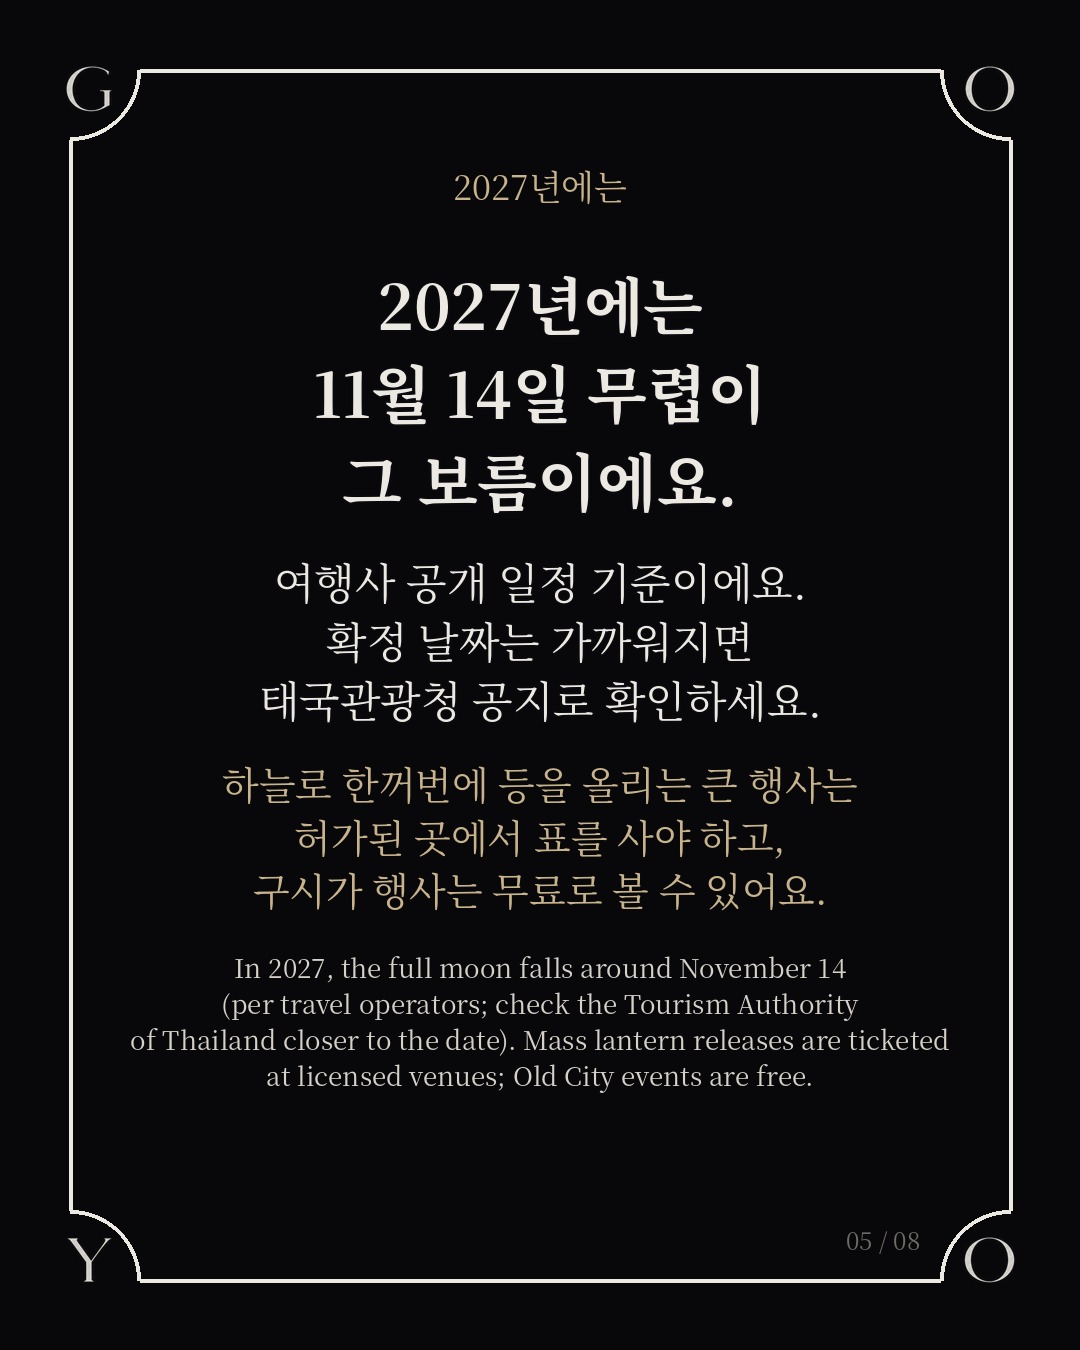 G O
2027년에는
2027년에는
11월 14일 무렵이
그 보름이에요.
여행사 공개 일정 기준이에요.
확정 날짜는 가까워지면
태국관광청 공지로 확인하세요.
하늘로 한꺼번에 등을 올리는 큰 행사는
허가된 곳에서 표를 사야 하고,
구시가 행사는 무료로 볼 수 있어요.
In 2027, the full moon falls around November 14
(per travel operators; check the Tourism Authority
of Thailand closer to the date). Mass lantern releases are ticketed
at licensed venues; Old City events are free.
05 / 08
Y O